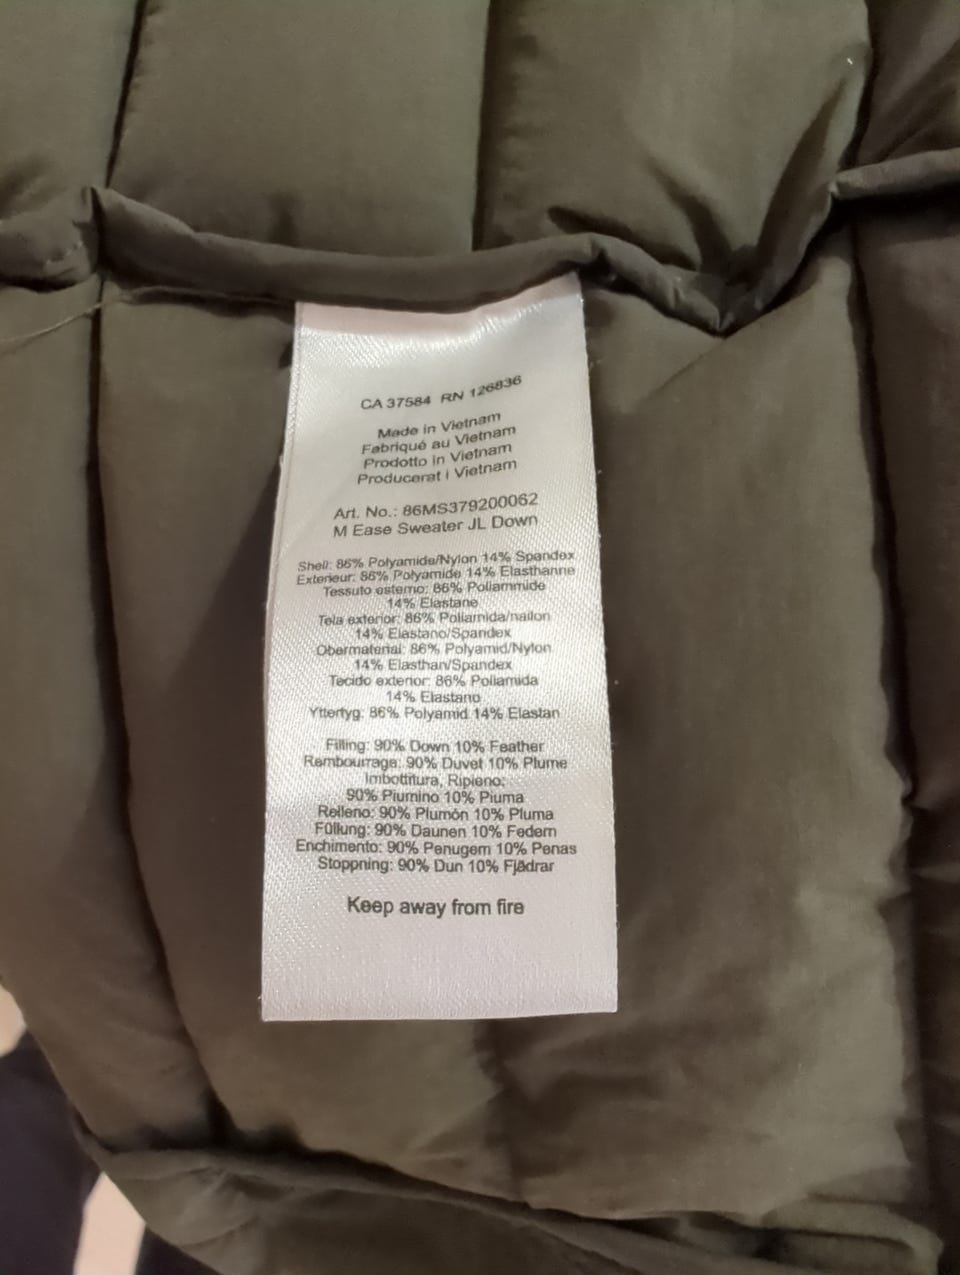 CA 37584 RN 126836
Made in Vietnam
Fabriqué au Vietnam
Prodotto in Vietnam
Producerat i Vietnam
Art. No.: 86MS379200062
M Ease Sweater JL Down
Shell: 86% Polyamide/Nylon 14% Spandex
Exterieur: 86% Polyamide 14% Elasthanne
Tessuto esterno: 86% Poliammide
14% Elastane
Tela exterior: 86% Poliamida/nailon
14% Elastano/Spandex
Obermaterial: 86% Polyamid/Nylon
14% Elasthan/Spandex
Tecido exterior: 86% Poliamida
14% Elastano
Yttertyg: 86% Polyamid 14% Elastan
Filling: 90% Down 10% Feather
Rembourrage: 90% Duvet 10% Plume
Imbottitura, Ripieno:
90% Piumino 10% Piuma
Relleno: 90% Plumón 10% Pluma
Füllung: 90% Daunen 10% Federn
Enchimento: 90% Penugem 10% Penas
Stoppning: 90% Dun 10% Fjädrar
Keep away from fire